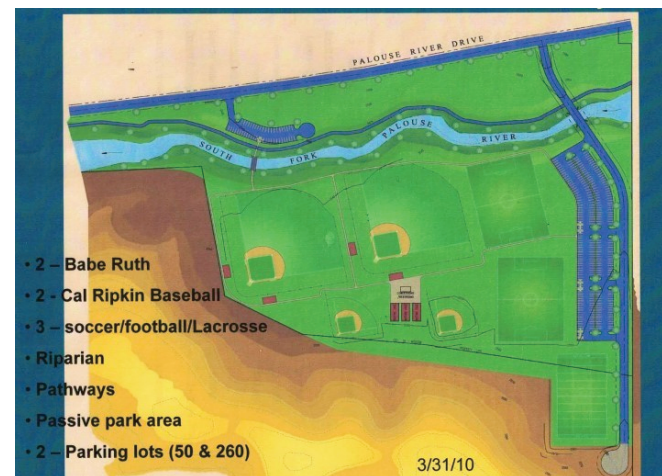 PALOUSE RIVER DRIVE
SOUTH FORK PALOUSE RIVER
• 2 – Babe Ruth
• 2 - Cal Ripkin Baseball
• 3 – soccer/football/Lacrosse
• Riparian
• Pathways
• Passive park area
• 2 – Parking lots (50 & 260)
3/31/10